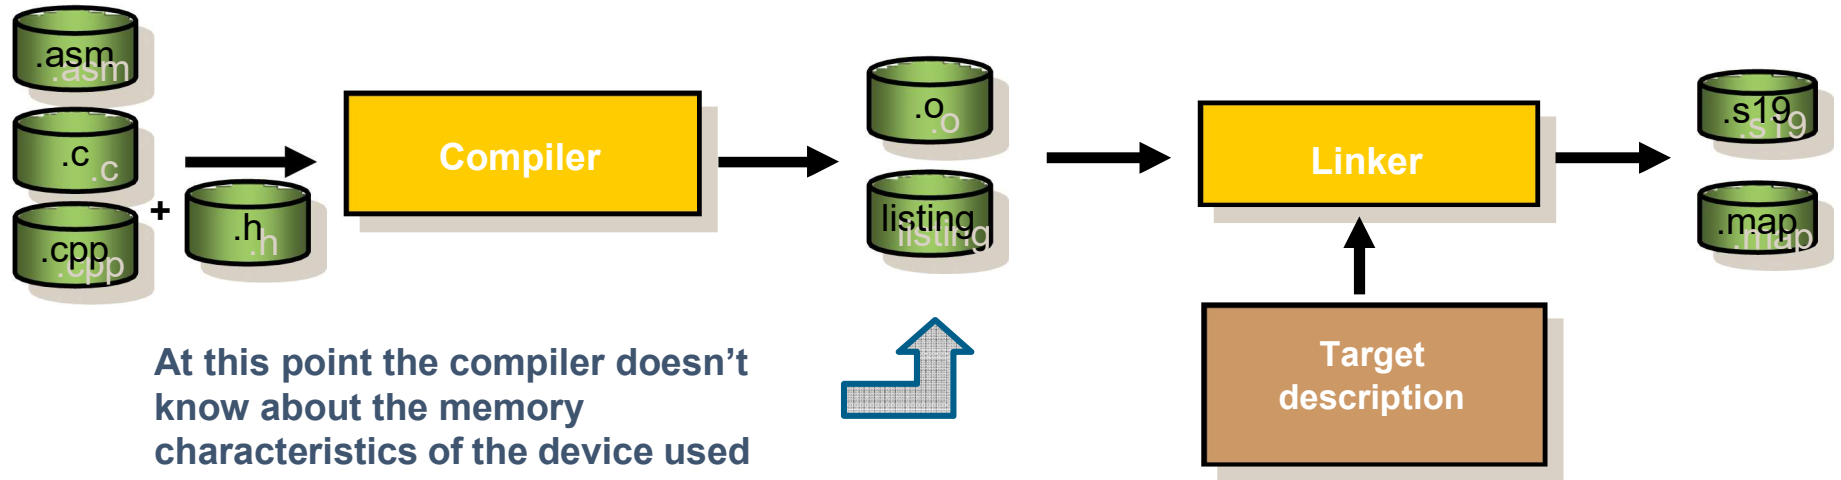 .asm
.c
.cpp
+
.h
Compiler
.o
listing
Linker
.s19
.map
Target
description
At this point the compiler doesn’t
know about the memory
characteristics of the device used